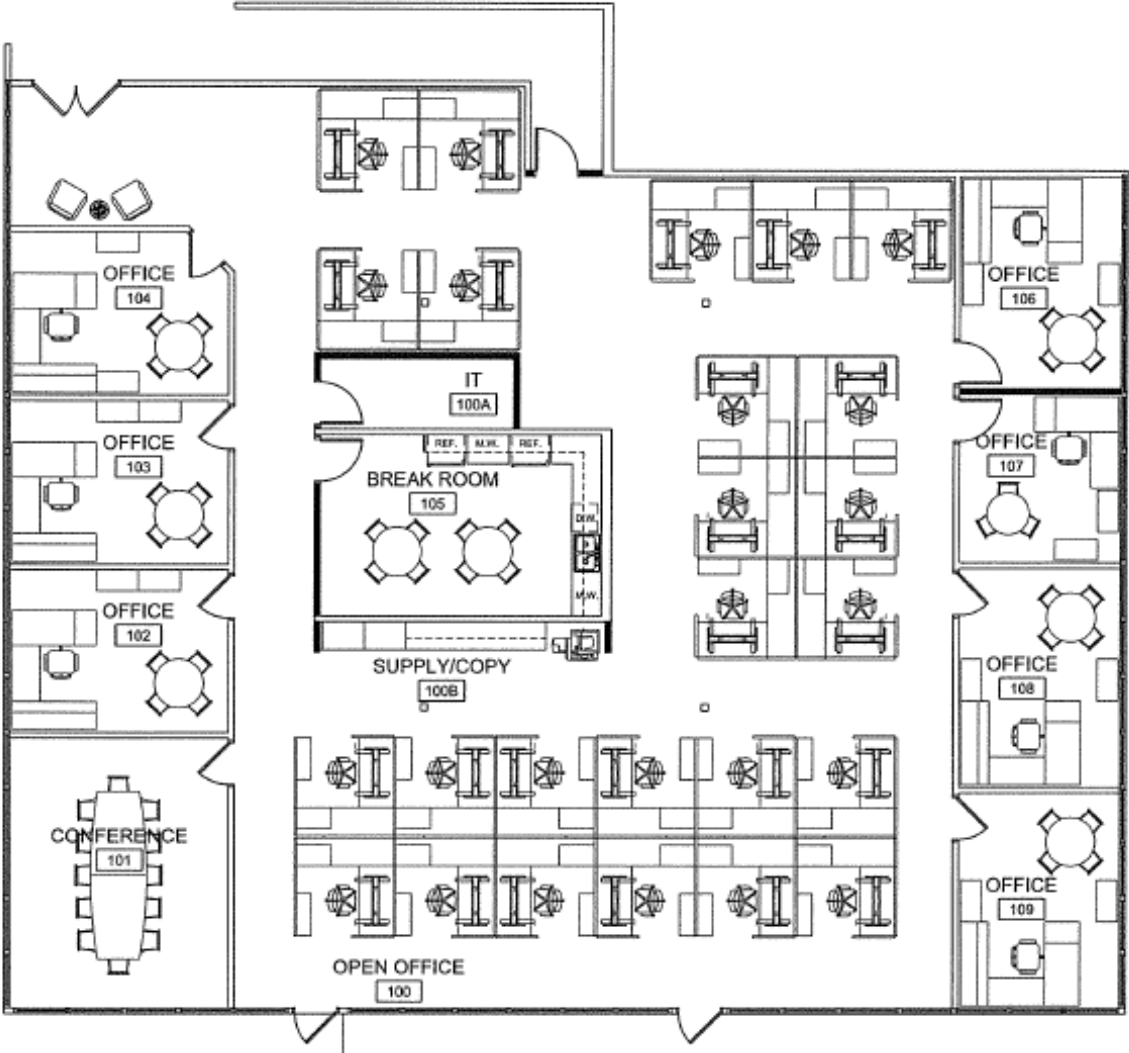 OFFICE
104
OFFICE
106
IT
100A
OFFICE
103
REF. M.W. REF.
OFFICE
107
BREAK ROOM
105
D.W.
M.W.
OFFICE
102
SUPPLY/COPY
100B
OFFICE
108
CONFERENCE
101
OFFICE
109
OPEN OFFICE
100